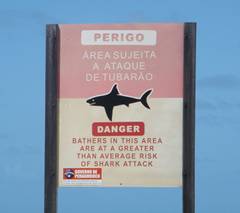 PERIGO
ÁREA SUJEITA
A ATAQUE
DE TUBARÃO
DANGER
BATHERS IN THIS AREA
ARE AT A GREATER
THAN AVERAGE RISK
OF SHARK ATTACK
GOVERNO DE
PERNAMBUCO